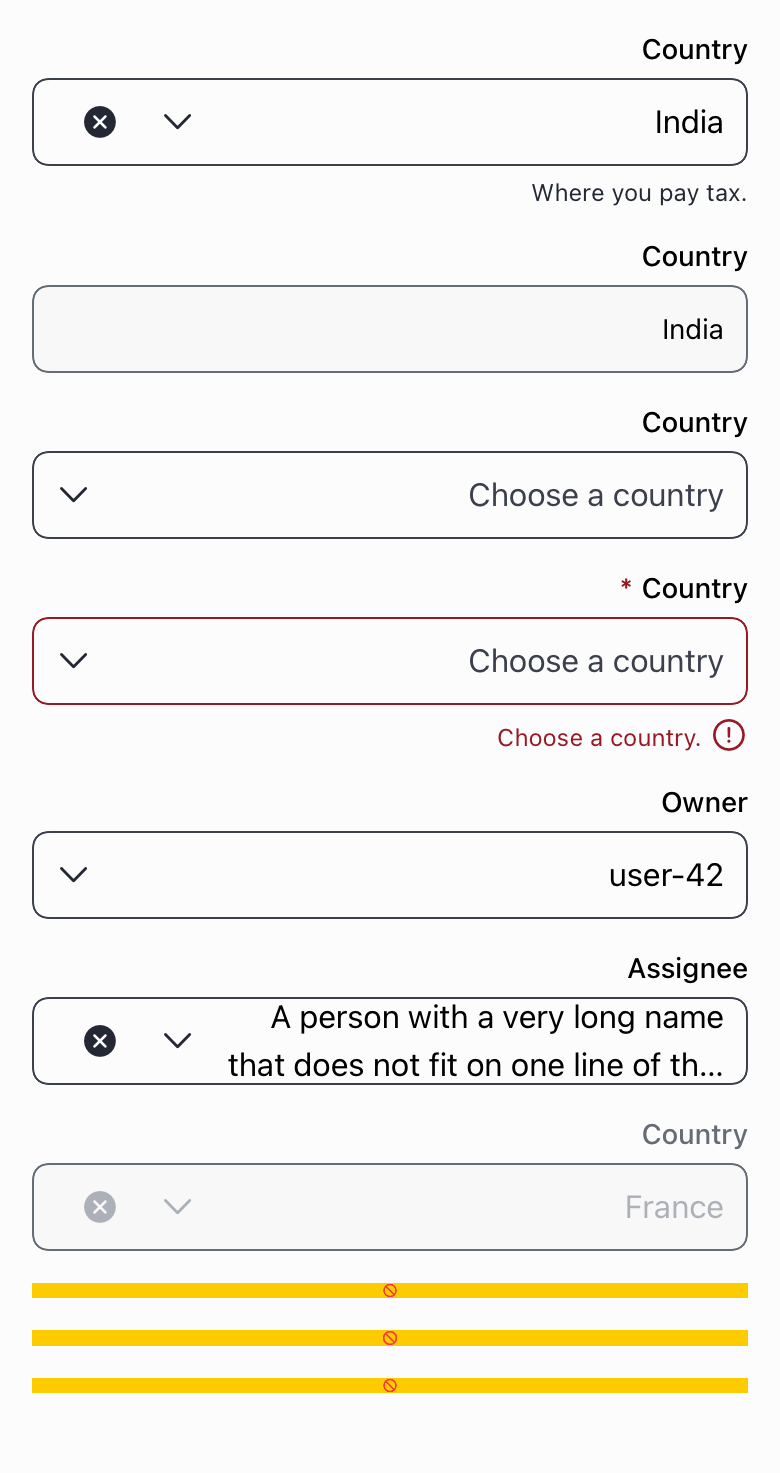 Country
India
Where you pay tax.
Country
India
Country
Choose a country
* Country
Choose a country
Choose a country.
Owner
user-42
Assignee
A person with a very long name
that does not fit on one line of th...
Country
France